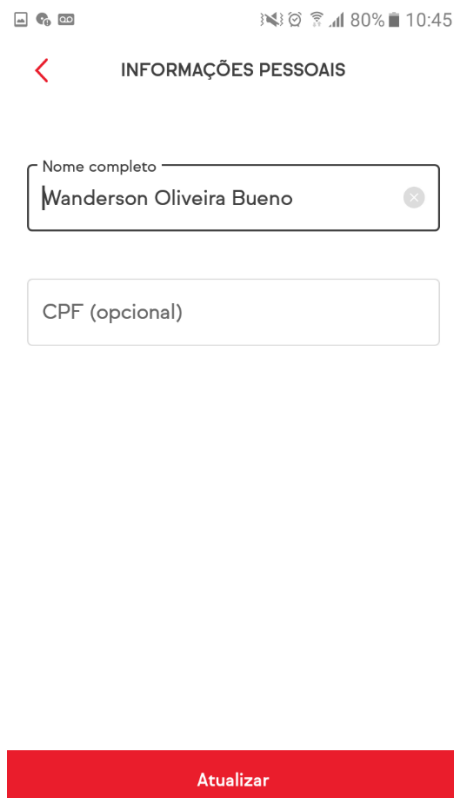 80% 10:45
INFORMAÇÕES PESSOAIS
Nome completo
Wanderson Oliveira Bueno
CPF (opcional)
Atualizar